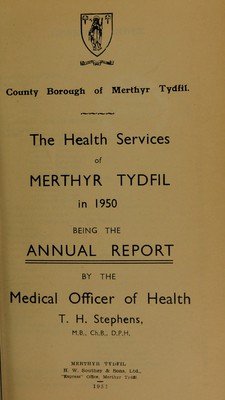 County Borough of Merthyr Tydfil.
The Health Services
of
MERTHYR TYDFIL
in 1950
BEING THE
ANNUAL REPORT
BY THE
Medical Officer of Health
T. H. Stephens,
M.B., Ch.B., D.P.H.
MERTHYR TYDFIL
H. W. Southey & Sons, Ltd.,
"Express" Office, Merthyr Tydfil